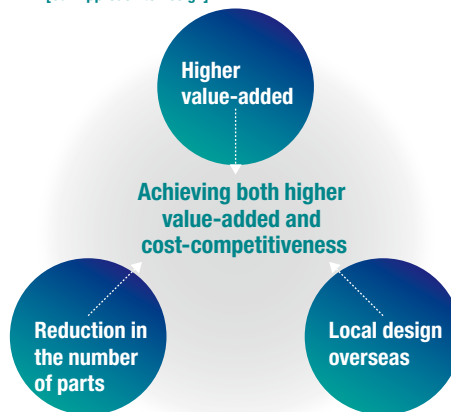 Higher
value-added
Achieving both higher
value-added and
cost-competitiveness
Reduction in
the number
of parts
Local design
overseas